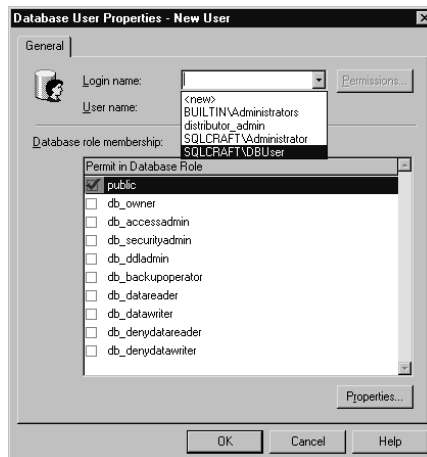 Database User Properties - New User
General
Login name:
Permissions...
<new>
User name:
BUILTIN\Administrators
distributor_admin
SQLCRAFT\Administrator
Database role membership:
SQLCRAFT\DBUser
Permit in Database Role
public
db_owner
db_accessadmin
db_securityadmin
db_ddladmin
db_backupoperator
db_datareader
db_datawriter
db_denydatareader
db_denydatawriter
Properties...
OK
Cancel
Help